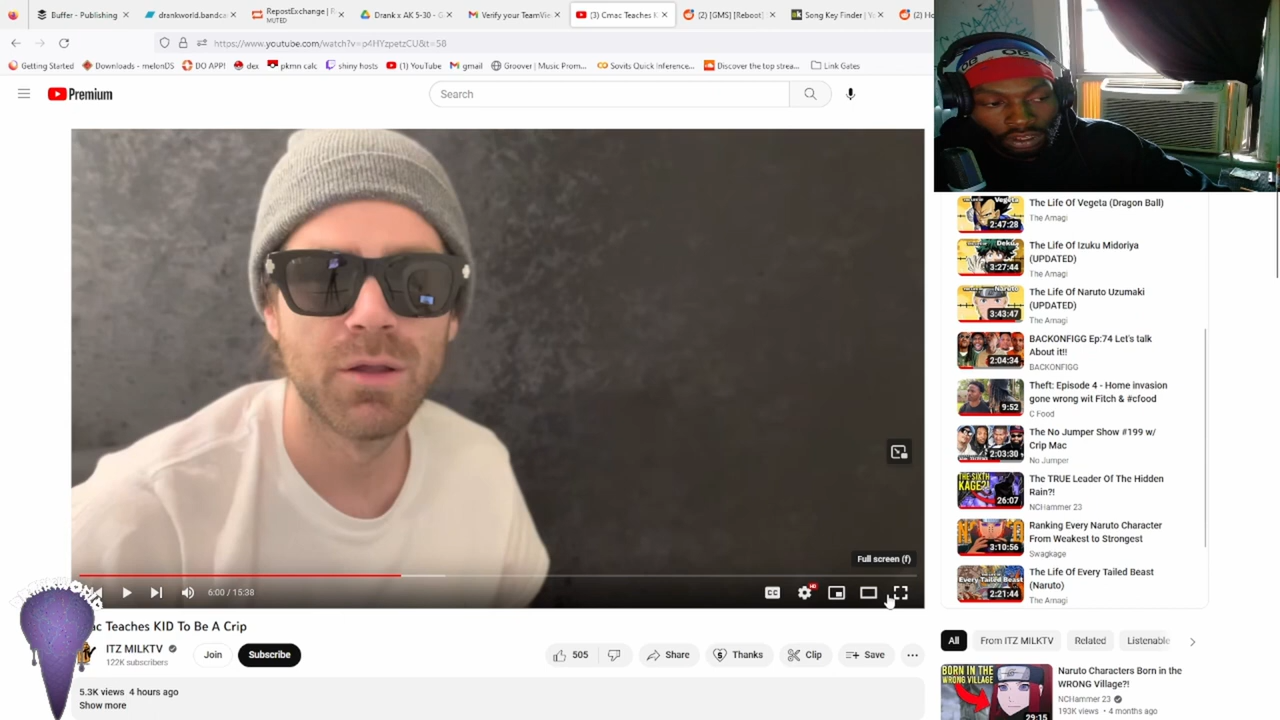 Buffer - Publishing
drankworld.bandca
RepostExchange | R
MUTED
Drank x AK 5-30 - G
Verify your TeamVie
(3) Cmac Teaches K
(2) [GMS] [Reboot]
Song Key Finder
https://www.youtube.com/watch?v=p4HYzpetzCU&t=58
Getting Started
Downloads - melonDS
DO APP!
dex
pkmn calc
shiny hosts
(1) YouTube
gmail
Groover | Music Prom...
Sovits Quick Inference...
Discover the top strea...
Link Gates
Premium
Search
The Life Of Vegeta (Dragon Ball)
The Amagi
2:47:28
The Life Of Izuku Midoriya
(UPDATED)
The Amagi
3:27:44
The Life Of Naruto Uzumaki
(UPDATED)
The Amagi
3:43:47
BACKONFIGG Ep:74 Let's talk
About it!!
BACKONFIGG
2:04:34
Theft: Episode 4 - Home invasion
gone wrong wit Fitch & #cfood
C Food
9:52
The No Jumper Show #199 w/
Crip Mac
No Jumper
2:03:30
The TRUE Leader Of The Hidden
Rain?!
NCHammer 23
26:07
Ranking Every Naruto Character
From Weakest to Strongest
Swagkage
3:10:56
The Life Of Every Tailed Beast
(Naruto)
The Amagi
2:21:44
Full screen (f)
6:00 / 15:38
CC
HD
ac Teaches KID To Be A Crip
ITZ MILKTV
122K subscribers
Join
Subscribe
505
Share
Thanks
Clip
Save
5.3K views 4 hours ago
Show more
All
From ITZ MILKTV
Related
Listenable
BORN IN THE
WRONG VILLAGE?!
Naruto Characters Born in the
WRONG Village?!
NCHammer 23
193K views • 4 months ago
29:15